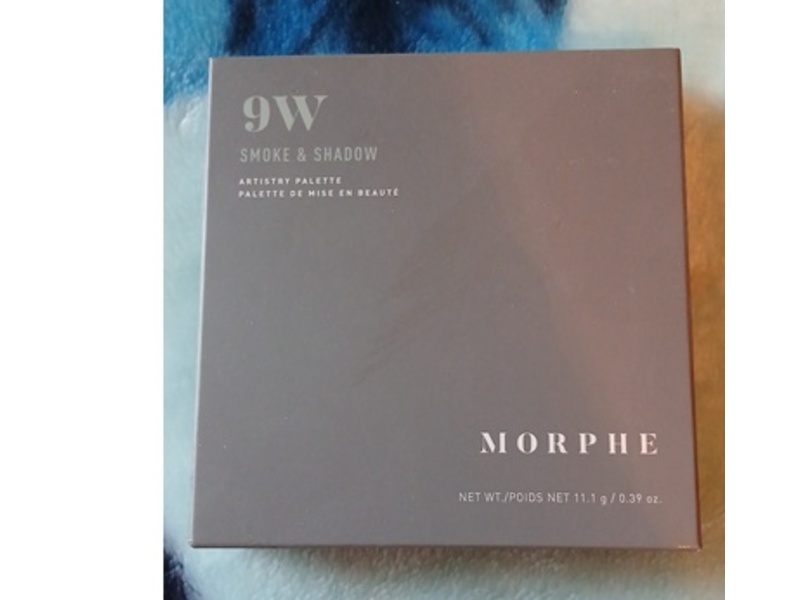 9W
SMOKE & SHADOW
ARTISTRY PALETTE
PALETTE DE MISE EN BEAUTÉ
MORPHE
NET WT./POIDS NET 11.1 g / 0.39 oz.